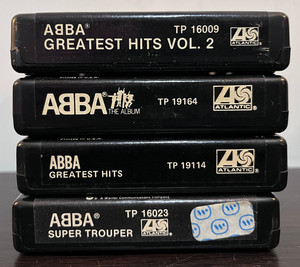 ABBA® TP 16009
GREATEST HITS VOL. 2
ATLANTIC®
ABBA THE ALBUM TP 19164
ATLANTIC®
ABBA TP 19114
GREATEST HITS
ATLANTIC®
ABBA® TP 16023
SUPER TROUPER
ATLANTIC